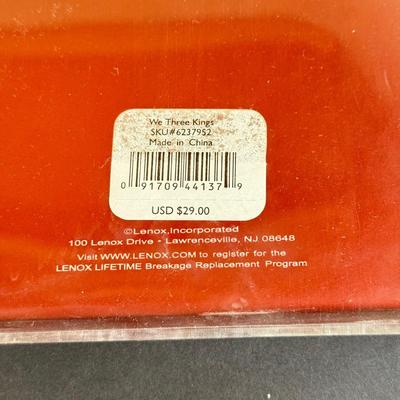 We Three Kings
SKU#6237952
Made in China
0 91709 44137 9
USD $29.00
©Lenox,Incorporated
100 Lenox Drive - Lawrenceville, NJ 08648
Visit WWW.LENOX.COM to register for the
LENOX LIFETIME Breakage Replacement Program